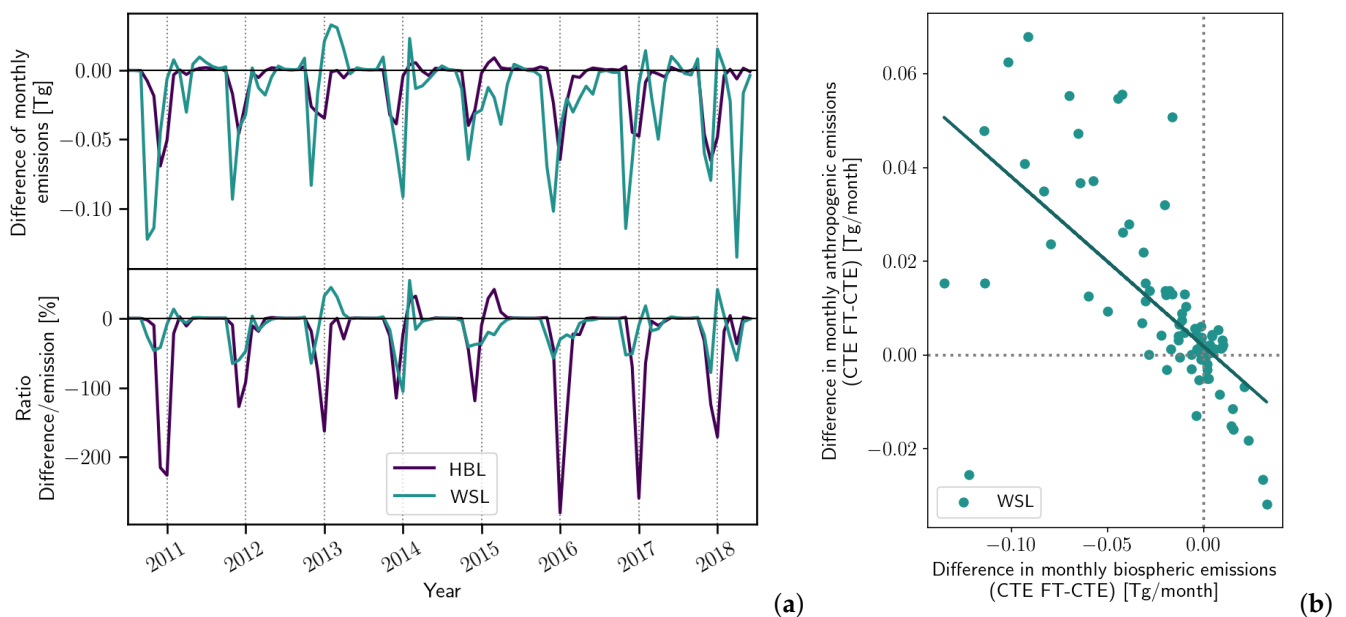 Difference of monthly
emissions [Tg]
0.00
−0.05
−0.10
Ratio
Difference/emission [%]
0
−100
−200
HBL
WSL
2011
2012
2013
2014
2015
2016
2017
2018
Year
(a)
Difference in monthly anthropogenic emissions
(CTE FT-CTE) [Tg/month]
0.06
0.04
0.02
0.00
−0.02
WSL
−0.10
−0.05
0.00
Difference in monthly biospheric emissions
(CTE FT-CTE) [Tg/month]
(b)